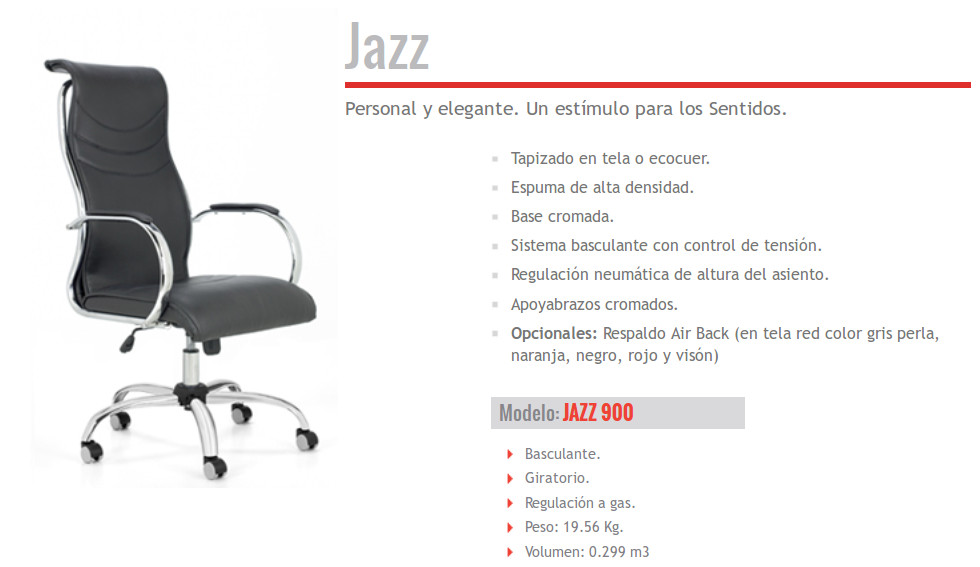 Jazz
Personal y elegante. Un estímulo para los Sentidos.
Tapizado en tela o ecocuer.
Espuma de alta densidad.
Base cromada.
Sistema basculante con control de tensión.
Regulación neumática de altura del asiento.
Apoyabrazos cromados.
Opcionales: Respaldo Air Back (en tela red color gris perla,
naranja, negro, rojo y visón)
Modelo: JAZZ 900
Basculante.
Giratorio.
Regulación a gas.
Peso: 19.56 Kg.
Volumen: 0.299 m3